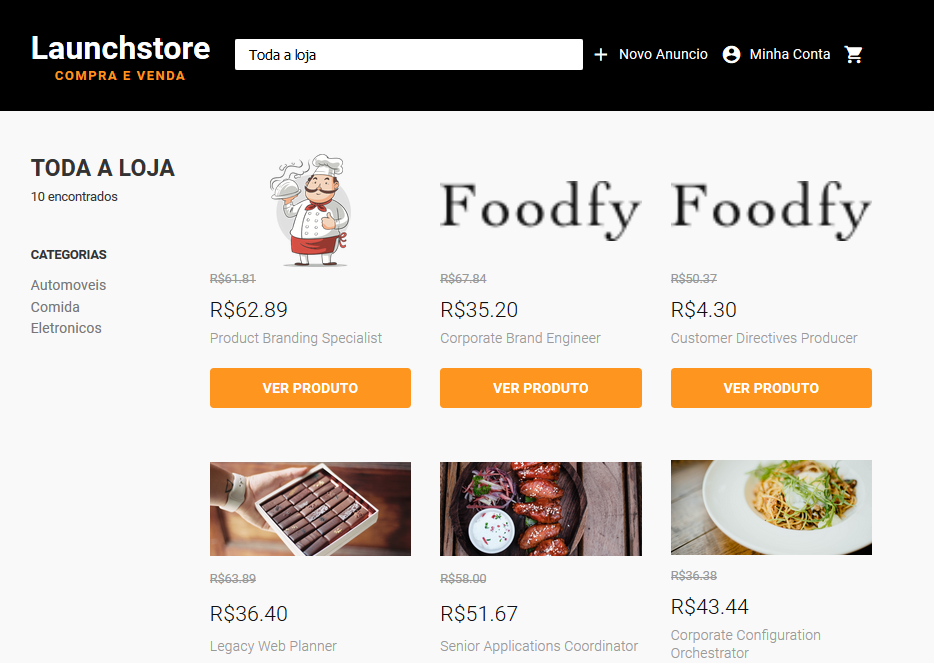 Launchstore
COMPRA E VENDA
Toda a loja
Novo Anuncio
Minha Conta
TODA A LOJA
10 encontrados
CATEGORIAS
Automoveis
Comida
Eletronicos
R$61.81
R$62.89
Product Branding Specialist
VER PRODUTO
Foodfy
R$67.84
R$35.20
Corporate Brand Engineer
VER PRODUTO
Foodfy
R$50.37
R$4.30
Customer Directives Producer
VER PRODUTO
R$63.89
R$36.40
Legacy Web Planner
R$58.00
R$51.67
Senior Applications Coordinator
R$36.38
R$43.44
Corporate Configuration
Orchestrator